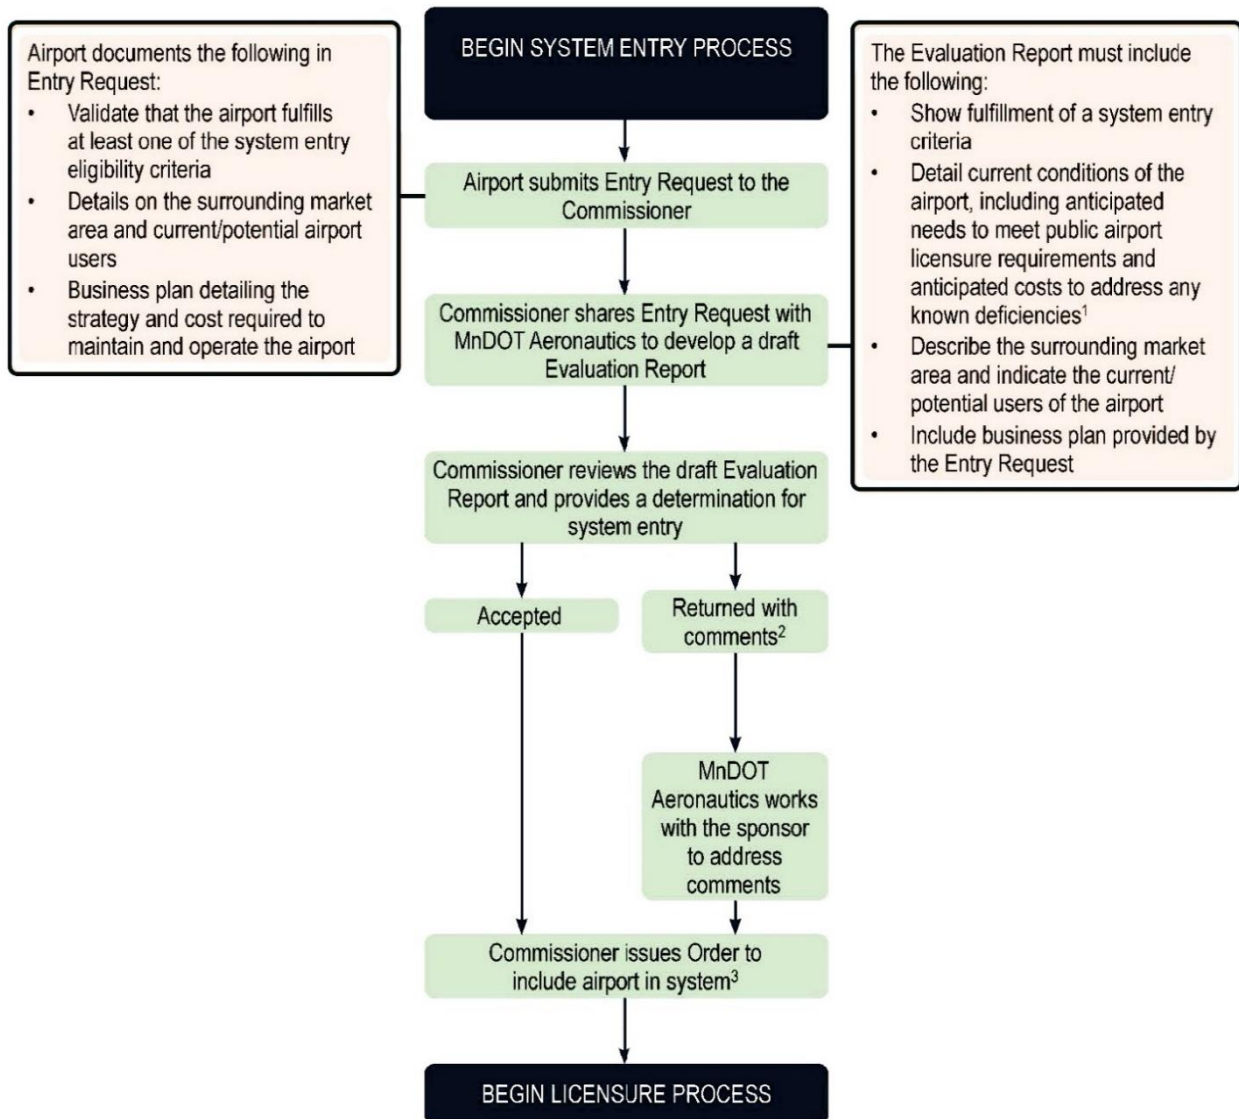 BEGIN SYSTEM ENTRY PROCESS
Airport documents the following in
Entry Request:
• Validate that the airport fulfills
at least one of the system entry
eligibility criteria
• Details on the surrounding market
area and current/potential airport
users
• Business plan detailing the
strategy and cost required to
maintain and operate the airport
The Evaluation Report must include
the following:
• Show fulfillment of a system entry
criteria
• Detail current conditions of the
airport, including anticipated
needs to meet public airport
licensure requirements and
anticipated costs to address any
known deficiencies¹
• Describe the surrounding market
area and indicate the current/
potential users of the airport
• Include business plan provided by
the Entry Request
Airport submits Entry Request to the
Commissioner
Commissioner shares Entry Request with
MnDOT Aeronautics to develop a draft
Evaluation Report
Commissioner reviews the draft Evaluation
Report and provides a determination for
system entry
Accepted
Returned with
comments²
MnDOT
Aeronautics works
with the sponsor
to address
comments
Commissioner issues Order to
include airport in system³
BEGIN LICENSURE PROCESS